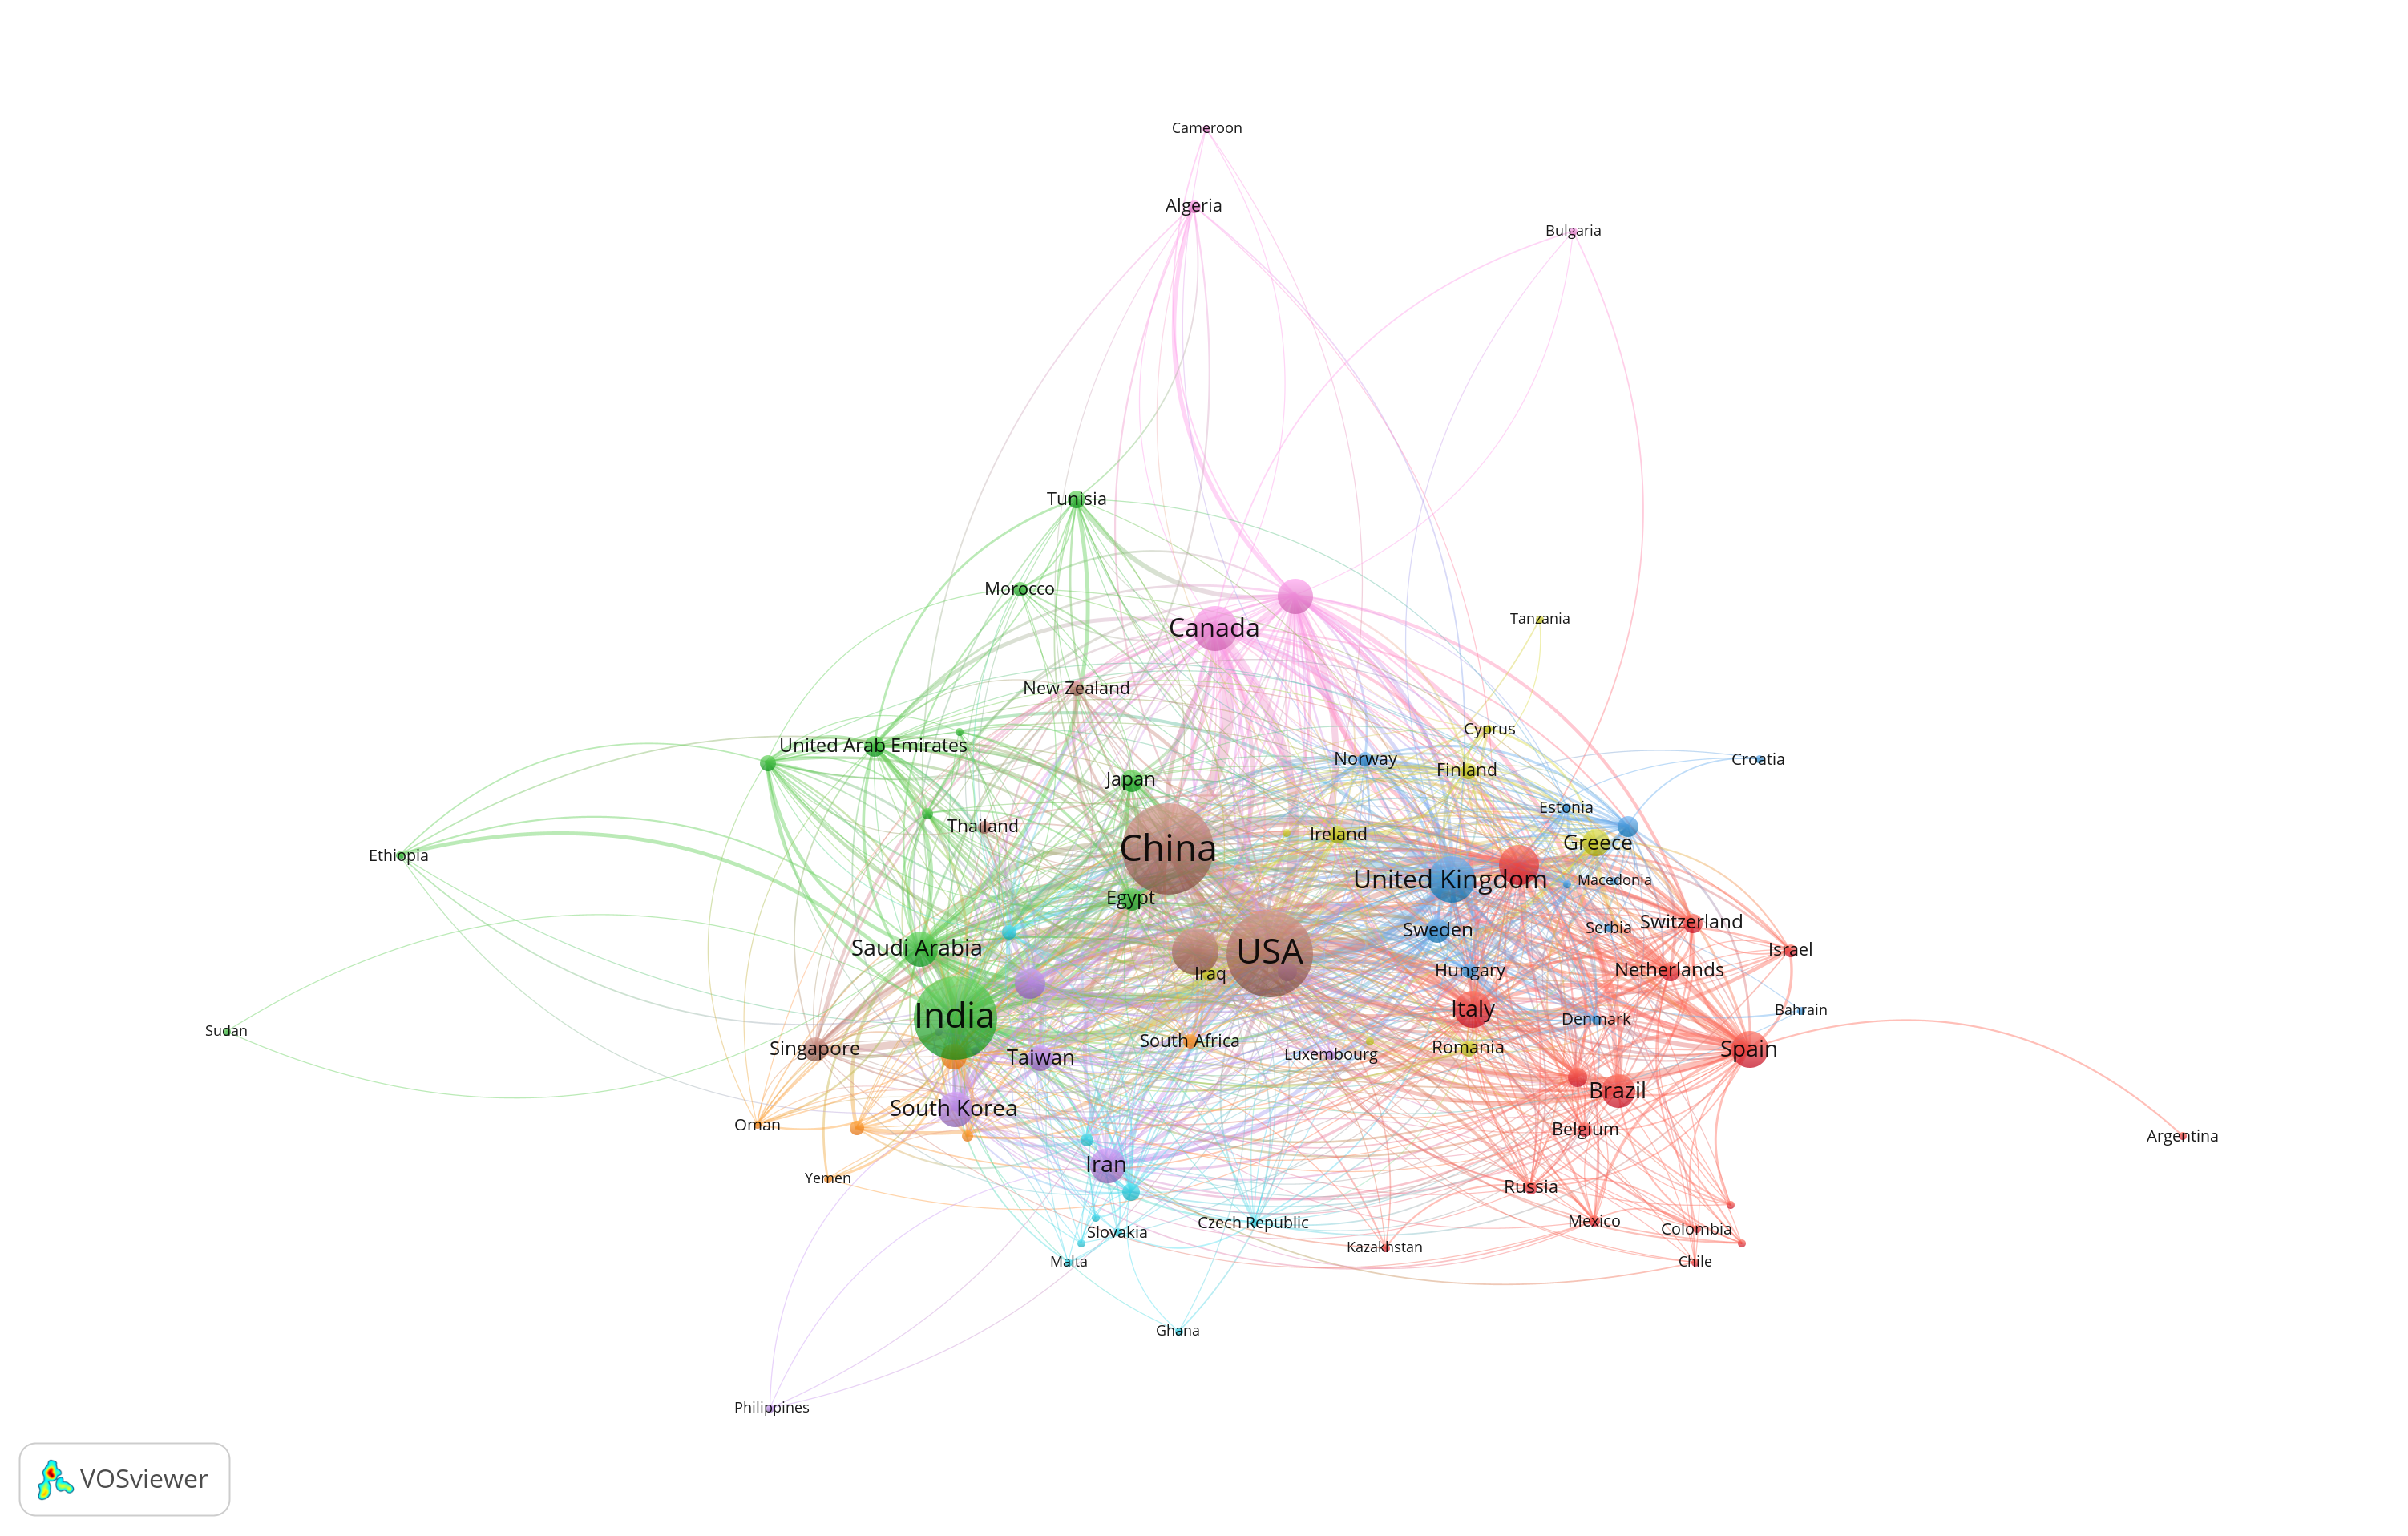 Cameroon
Algeria
Bulgaria
Tunisia
Morocco
Canada
Tanzania
New Zealand
Cyprus
United Arab Emirates
Norway
Croatia
Finland
Japan
Estonia
Thailand
Ireland
Greece
China
Ethiopia
United Kingdom
Macedonia
Egypt
Switzerland
Serbia
Sweden
Saudi Arabia
Israel
USA
Hungary
Netherlands
Iraq
Italy
Bahrain
India
Denmark
Sudan
South Africa
Singapore
Romania
Spain
Luxembourg
Taiwan
Brazil
South Korea
Oman
Belgium
Argentina
Iran
Yemen
Russia
Mexico
Czech Republic
Colombia
Slovakia
Kazakhstan
Malta
Chile
Ghana
Philippines
VOSviewer